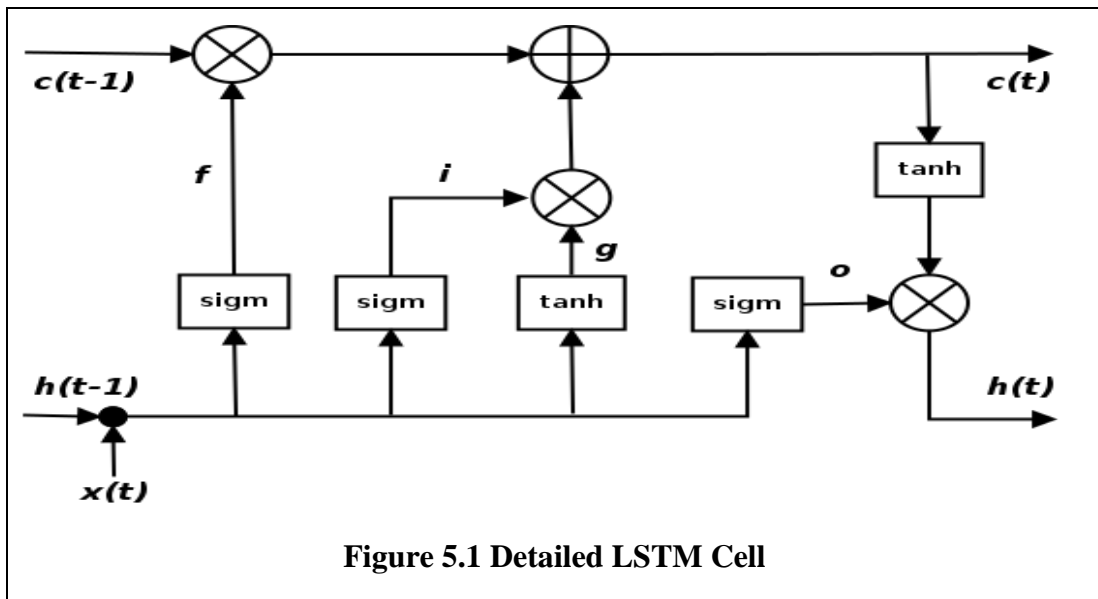 c(t-1)
c(t)
tanh
f
i
g
o
sigm
sigm
tanh
sigm
h(t-1)
h(t)
x(t)
Figure 5.1 Detailed LSTM Cell